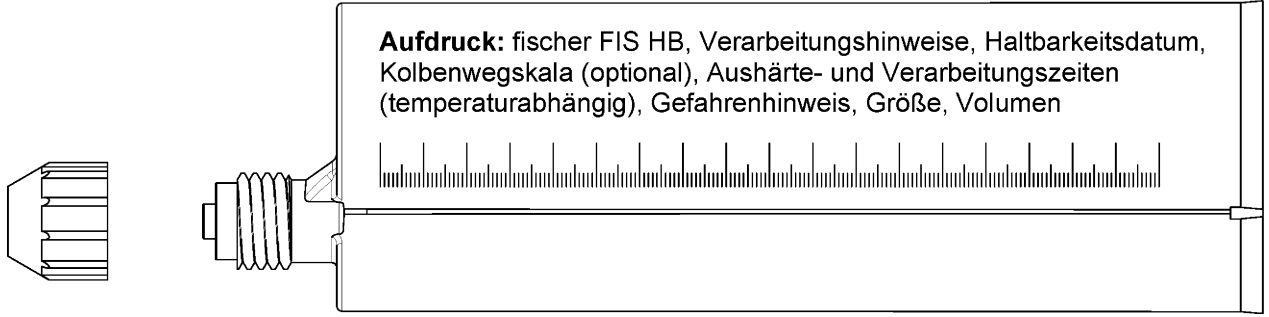 Aufdruck: fischer FIS HB, Verarbeitungshinweise, Haltbarkeitsdatum,
Kolbenwegskala (optional), Aushärte- und Verarbeitungszeiten
(temperaturabhängig), Gefahrenhinweis, Größe, Volumen